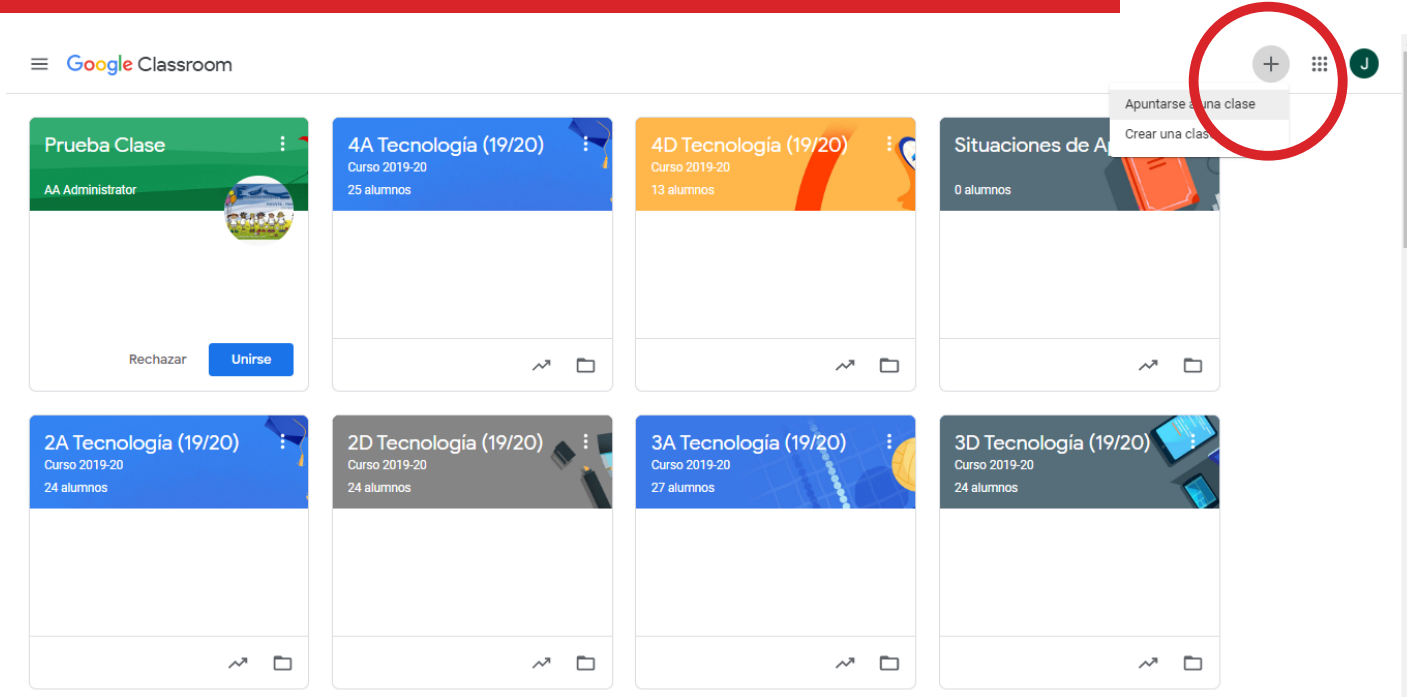 Google Classroom
J
Apuntarse a una clase
Crear una clase
Prueba Clase
AA Administrator
Rechazar
Unirse
4A Tecnología (19/20)
Curso 2019-20
25 alumnos
4D Tecnología (19/20)
Curso 2019-20
13 alumnos
Situaciones de
0 alumnos
2A Tecnología (19/20)
Curso 2019-20
24 alumnos
2D Tecnología (19/20)
Curso 2019-20
24 alumnos
3A Tecnología (19/20)
Curso 2019-20
27 alumnos
3D Tecnología (19/20)
Curso 2019-20
24 alumnos